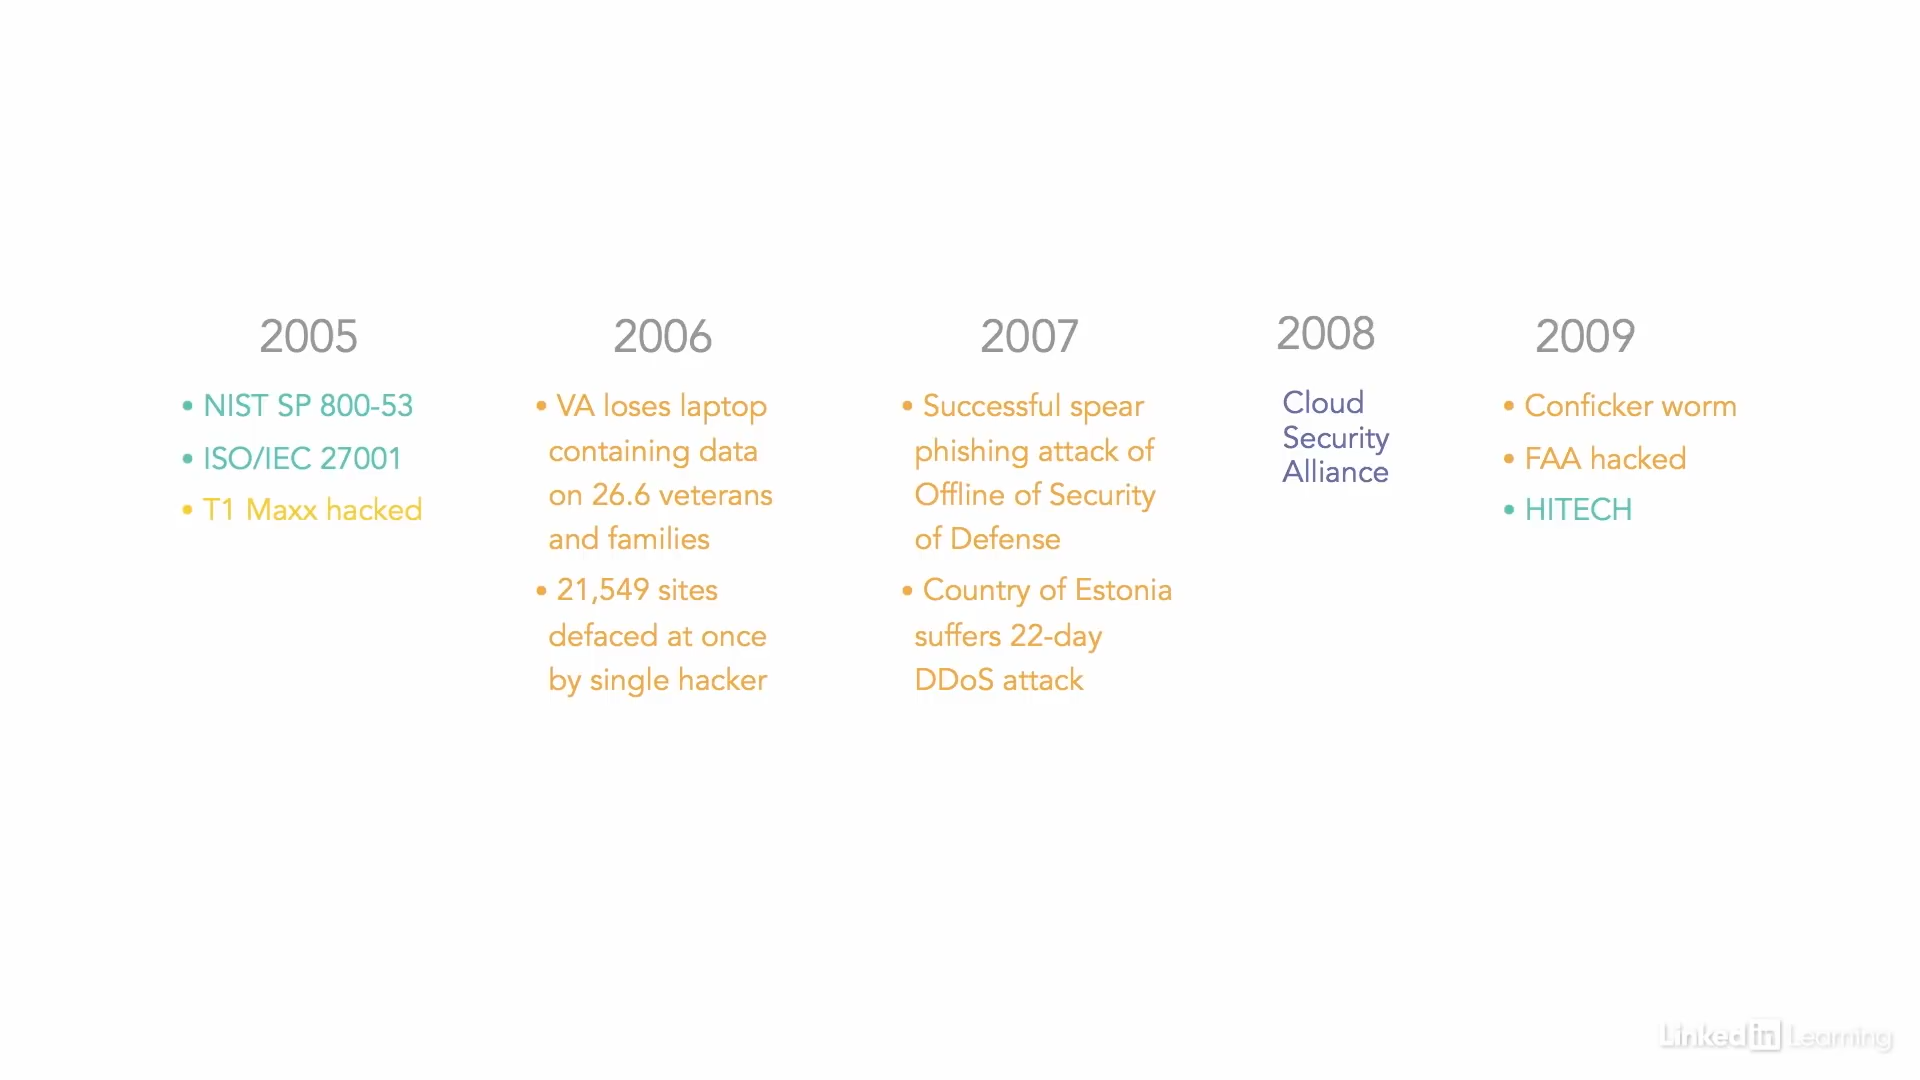 2005
• NIST SP 800-53
• ISO/IEC 27001
• T1 Maxx hacked
2006
• VA loses laptop
containing data
on 26.6 veterans
and families
• 21,549 sites
defaced at once
by single hacker
2007
• Successful spear
phishing attack of
Offline of Security
of Defense
• Country of Estonia
suffers 22-day
DDoS attack
2008
Cloud
Security
Alliance
2009
• Conficker worm
• FAA hacked
• HITECH
Linked in Learning